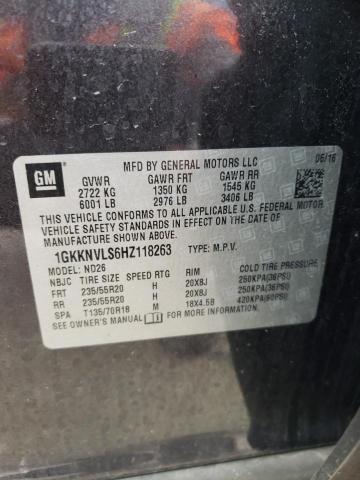 GM
MFD BY GENERAL MOTORS LLC 06/16
GVWR GAWR FRT GAWR RR
2722 KG 1350 KG 1545 KG
6001 LB 2976 LB 3406 LB
THIS VEHICLE CONFORMS TO ALL APPLICABLE U.S. FEDERAL MOTOR
VEHICLE SAFETY, BUMPER, AND THEFT PREVENTION STANDARDS IN
EFFECT ON THE DATE OF MANUFACTURE SHOWN ABOVE.
1GKKNVLS6HZ118263 TYPE: M.P.V.
MODEL: ND26
NBJC TIRE SIZE SPEED RTG RIM COLD TIRE PRESSURE
FRT 235/55R20 H 20X8J 250KPA(36PSI)
RR 235/55R20 H 20X8J 250KPA(36PSI)
SPA T135/70R18 M 18X4.5B 420KPA(60PSI)
SEE OWNER'S MANUAL FOR MORE INFORMATION.